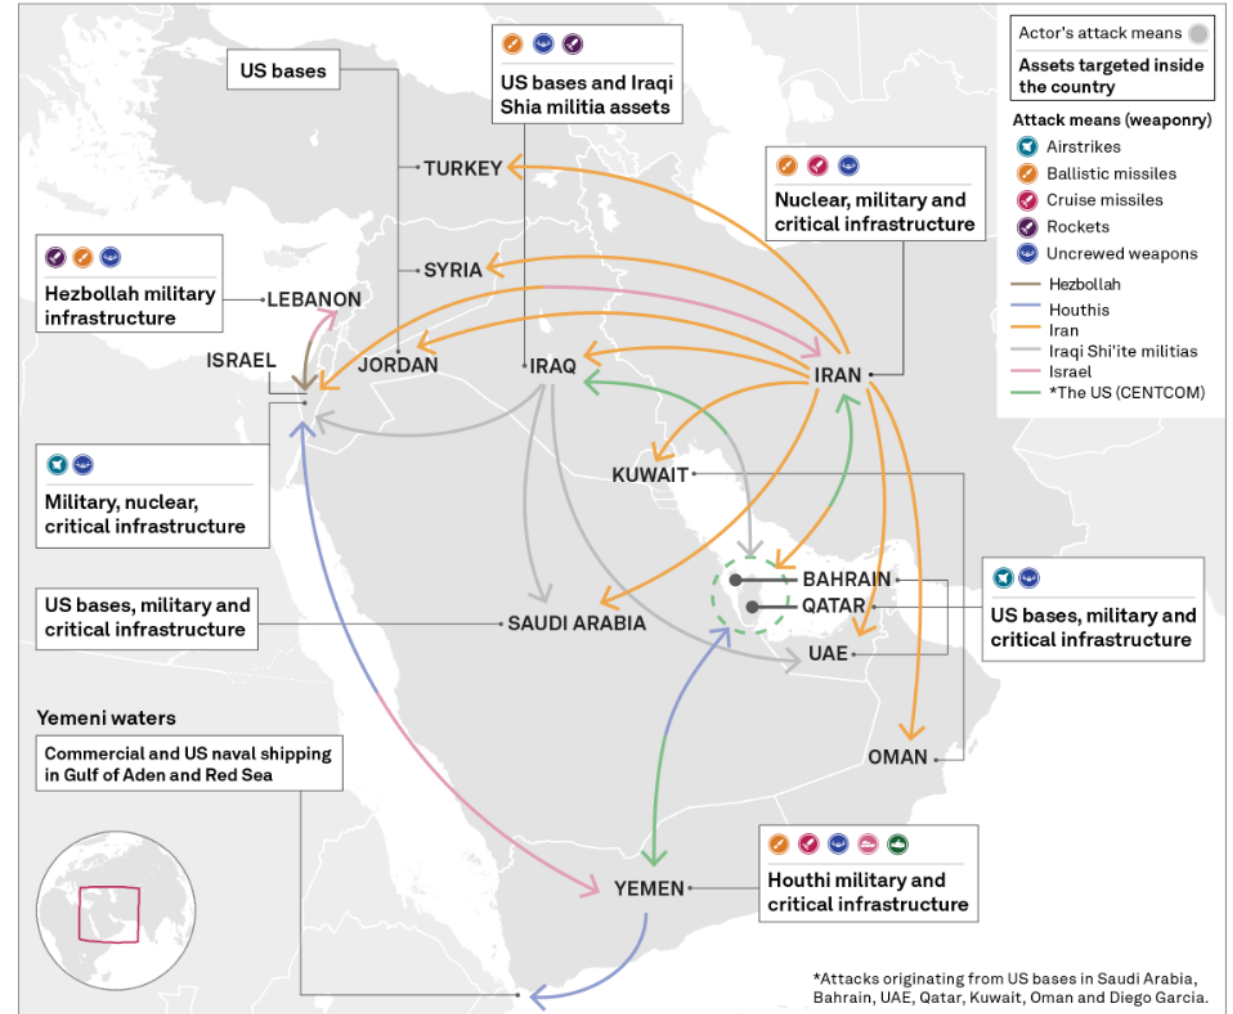 US bases
US bases and Iraqi
Shia militia assets
Actor's attack means
Assets targeted inside
the country
Attack means (weaponry)
Airstrikes
Ballistic missiles
Cruise missiles
Rockets
Uncrewed weapons
Hezbollah
Houthis
Iran
Iraqi Shi'ite militias
Israel
*The US (CENTCOM)
TURKEY
Nuclear, military and
critical infrastructure
SYRIA
Hezbollah military
infrastructure
LEBANON
ISRAEL
JORDAN
IRAQ
IRAN
Military, nuclear,
critical infrastructure
KUWAIT
BAHRAIN
QATAR
US bases, military and
critical infrastructure
US bases, military and
critical infrastructure
SAUDI ARABIA
UAE
Yemeni waters
Commercial and US naval shipping
in Gulf of Aden and Red Sea
OMAN
YEMEN
Houthi military and
critical infrastructure
*Attacks originating from US bases in Saudi Arabia,
Bahrain, UAE, Qatar, Kuwait, Oman and Diego Garcia.